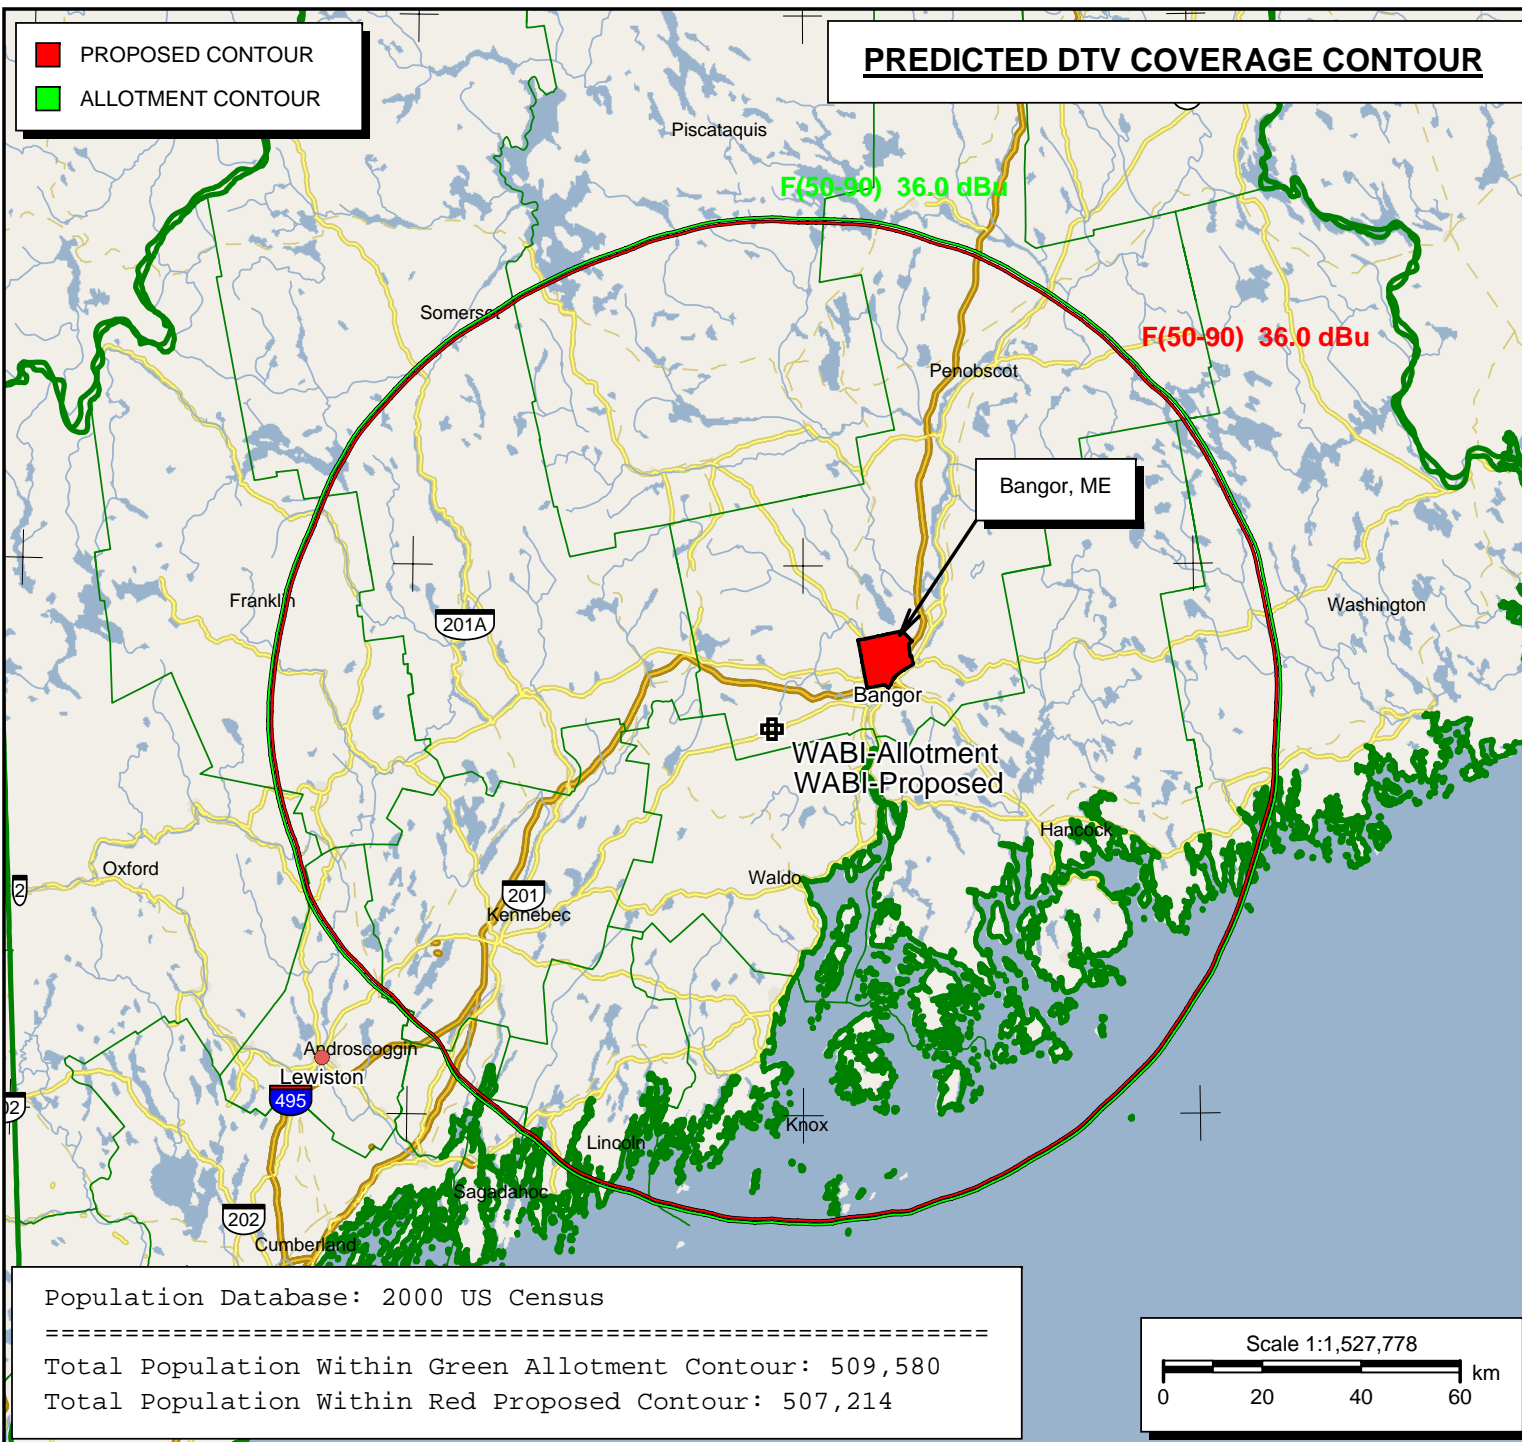 PROPOSED CONTOUR
ALLOTMENT CONTOUR
PREDICTED DTV COVERAGE CONTOUR
Piscataquis
F(50-90) 36.0 dBu
Somerset
F(50-90) 36.0 dBu
Penobscot
Bangor, ME
Franklin
201A
Washington
Bangor
WABI-Allotment
WABI-Proposed
Hancock
Oxford
Waldo
2
201
Kennebec
Androscoggin
Lewiston
495
02
Knox
Lincoln
Sagadahoc
202
Cumberland
Population Database: 2000 US Census
===========================================================
Total Population Within Green Allotment Contour: 509,580
Total Population Within Red Proposed Contour: 507,214
Scale 1:1,527,778
km
0 20 40 60